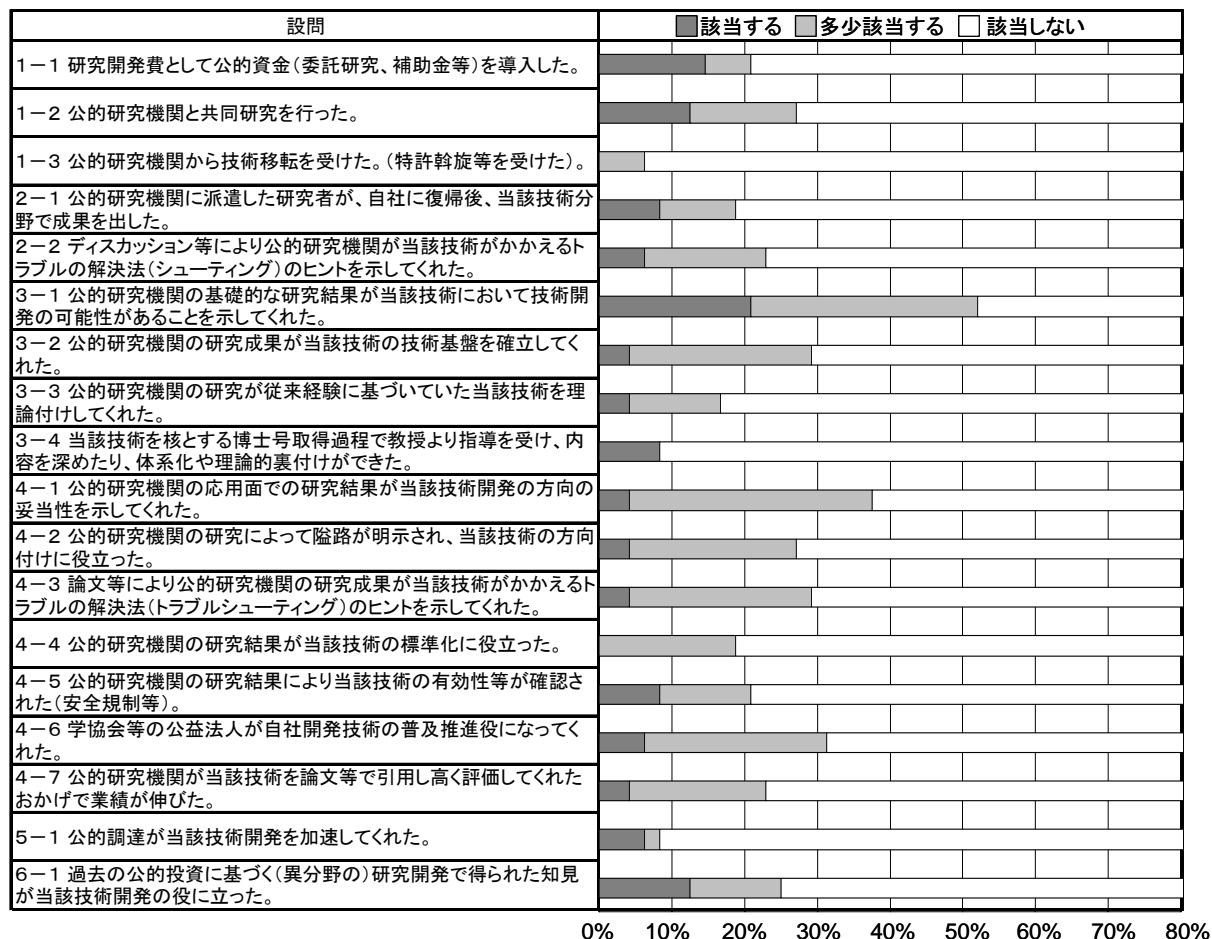 設問
該当する 多少該当する 該当しない
1－1 研究開発費として公的資金（委託研究、補助金等）を導入した。
1－2 公的研究機関と共同研究を行った。
1－3 公的研究機関から技術移転を受けた。（特許斡旋等を受けた）。
2－1 公的研究機関に派遣した研究者が、自社に復帰後、当該技術分
野で成果を出した。
2－2 ディスカッション等により公的研究機関が当該技術がかかえるト
ラブルの解決法（シューティング）のヒントを示してくれた。
3－1 公的研究機関の基礎的な研究結果が当該技術において技術開
発の可能性があることを示してくれた。
3－2 公的研究機関の研究成果が当該技術の技術基盤を確立してく
れた。
3－3 公的研究機関の研究が従来経験に基づいていた当該技術を理
論付けしてくれた。
3－4 当該技術を核とする博士号取得過程で教授より指導を受け、内
容を深めたり、体系化や理論的裏付けができた。
4－1 公的研究機関の応用面での研究結果が当該技術開発の方向の
妥当性を示してくれた。
4－2 公的研究機関の研究によって隘路が明示され、当該技術の方向
付けに役立った。
4－3 論文等により公的研究機関の研究成果が当該技術がかかえるト
ラブルの解決法（トラブルシューティング）のヒントを示してくれた。
4－4 公的研究機関の研究結果が当該技術の標準化に役立った。
4－5 公的研究機関の研究結果により当該技術の有効性等が確認さ
れた（安全規制等）。
4－6 学協会等の公益法人が自社開発技術の普及推進役になってく
れた。
4－7 公的研究機関が当該技術を論文等で引用し高く評価してくれた
おかげで業績が伸びた。
5－1 公的調達が当該技術開発を加速してくれた。
6－1 過去の公的投資に基づく（異分野の）研究開発で得られた知見
が当該技術開発の役に立った。
0% 10% 20% 30% 40% 50% 60% 70% 80%